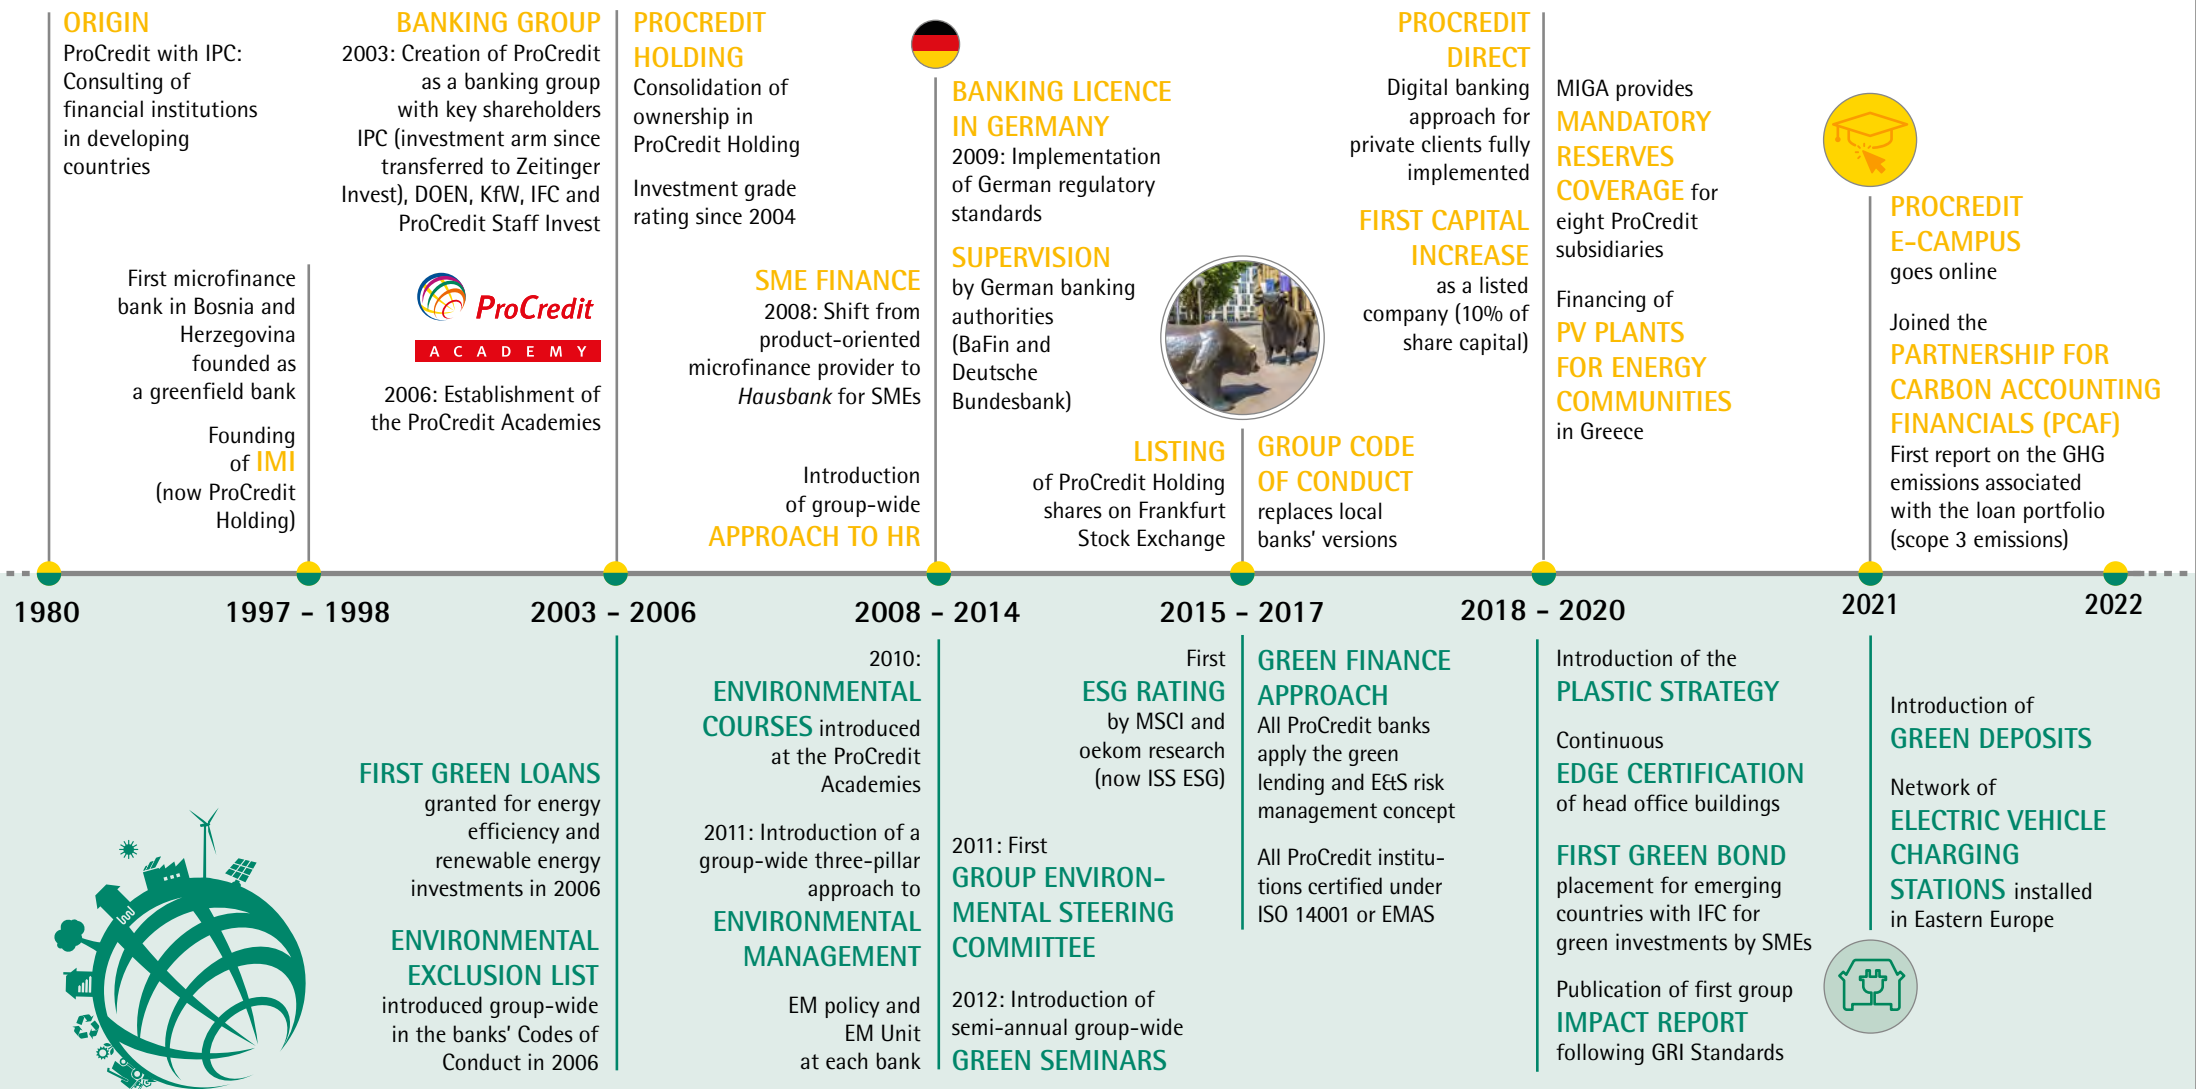 ORIGIN
ProCredit with IPC:
Consulting of
financial institutions
in developing
countries
First microfinance
bank in Bosnia and
Herzegovina
founded as
a greenfield bank
Founding
of IMI
(now ProCredit
Holding)
BANKING GROUP
2003: Creation of ProCredit
as a banking group
with key shareholders
IPC (investment arm since
transferred to Zeitinger
Invest), DOEN, KfW, IFC and
ProCredit Staff Invest
ProCredit
ACADEMY
2006: Establishment of
the ProCredit Academies
PROCREDIT
HOLDING
Consolidation of
ownership in
ProCredit Holding
Investment grade
rating since 2004
SME FINANCE
2008: Shift from
product-oriented
microfinance provider to
Hausbank for SMEs
Introduction
of group-wide
APPROACH TO HR
BANKING LICENCE
IN GERMANY
2009: Implementation
of German regulatory
standards
SUPERVISION
by German banking
authorities
(BaFin and
Deutsche
Bundesbank)
LISTING
of ProCredit Holding
shares on Frankfurt
Stock Exchange
GROUP CODE
OF CONDUCT
replaces local
banks' versions
PROCREDIT
DIRECT
Digital banking
approach for
private clients fully
implemented
FIRST CAPITAL
INCREASE
as a listed
company (10% of
share capital)
MIGA provides
MANDATORY
RESERVES
COVERAGE for
eight ProCredit
subsidiaries
Financing of
PV PLANTS
FOR ENERGY
COMMUNITIES
in Greece
PROCREDIT
E-CAMPUS
goes online
Joined the
PARTNERSHIP FOR
CARBON ACCOUNTING
FINANCIALS (PCAF)
First report on the GHG
emissions associated
with the loan portfolio
(scope 3 emissions)
1980
1997 - 1998
2003 - 2006
2008 - 2014
2015 - 2017
2018 - 2020
2021
2022
FIRST GREEN LOANS
granted for energy
efficiency and
renewable energy
investments in 2006
ENVIRONMENTAL
EXCLUSION LIST
introduced group-wide
in the banks' Codes of
Conduct in 2006
2010:
ENVIRONMENTAL
COURSES introduced
at the ProCredit
Academies
2011: Introduction of a
group-wide three-pillar
approach to
ENVIRONMENTAL
MANAGEMENT
EM policy and
EM Unit
at each bank
2011: First
GROUP ENVIRON-
MENTAL STEERING
COMMITTEE
2012: Introduction of
semi-annual group-wide
GREEN SEMINARS
First
ESG RATING
by MSCI and
oekom research
(now ISS ESG)
GREEN FINANCE
APPROACH
All ProCredit banks
apply the green
lending and E&S risk
management concept
All ProCredit institu-
tions certified under
ISO 14001 or EMAS
Introduction of the
PLASTIC STRATEGY
Continuous
EDGE CERTIFICATION
of head office buildings
FIRST GREEN BOND
placement for emerging
countries with IFC for
green investments by SMEs
Publication of first group
IMPACT REPORT
following GRI Standards
Introduction of
GREEN DEPOSITS
Network of
ELECTRIC VEHICLE
CHARGING
STATIONS installed
in Eastern Europe